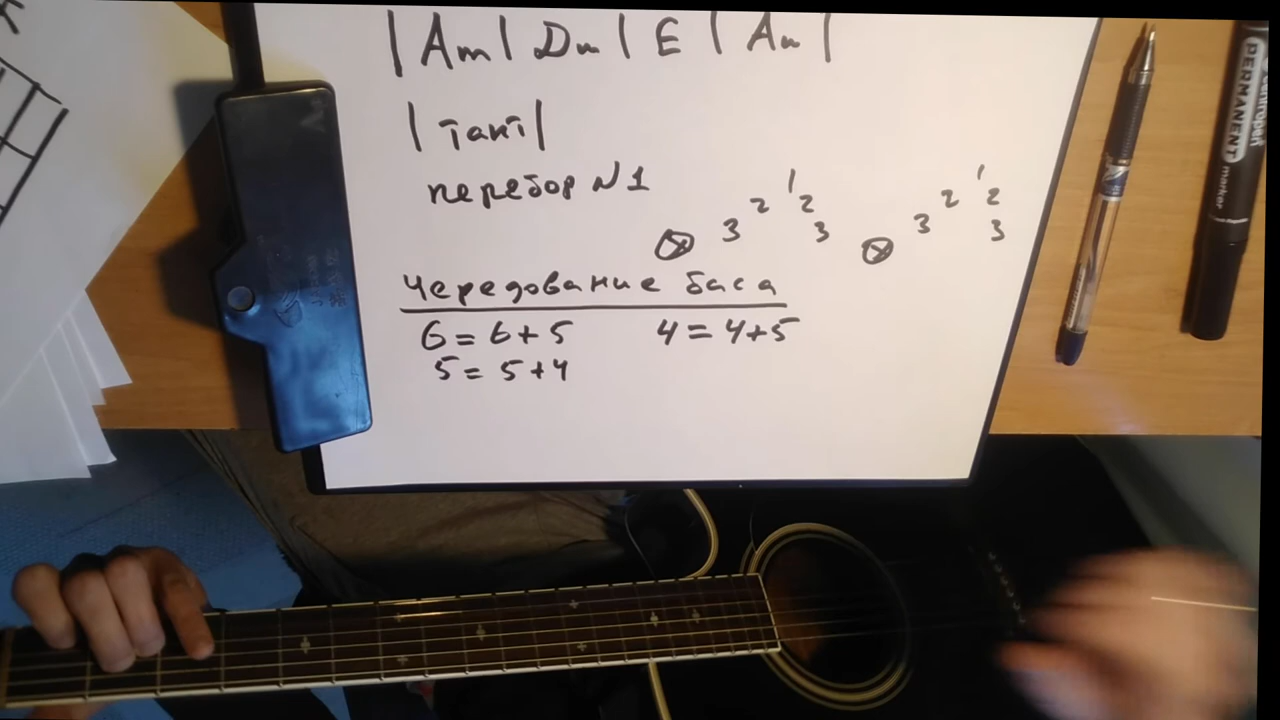 | Am | Dm | E | Am |
| Такт |
перебор №1
1 1
2 2 2 2
3 3 3 3
Чередование баса
6 = 6 + 5 4 = 4 + 5
5 = 5 + 4
PERMANENT
marker